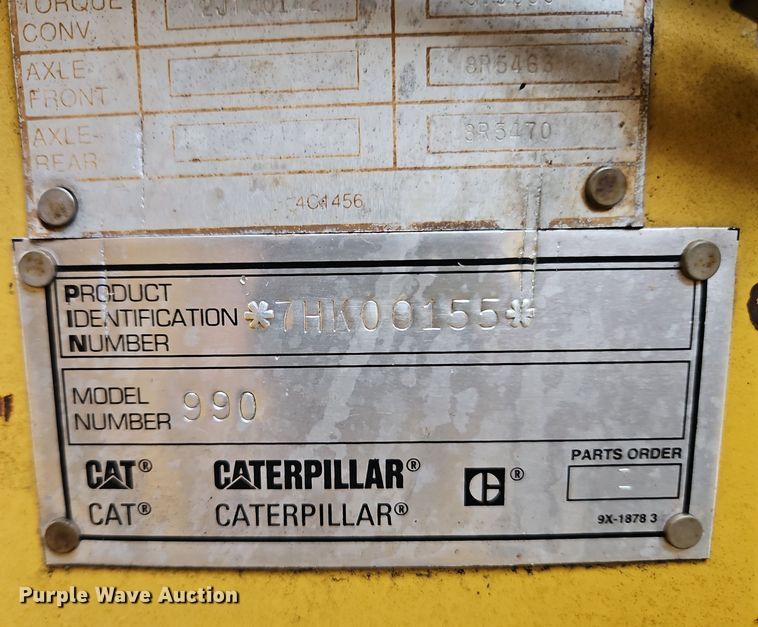 TORQUE
CONV.
AXLE
FRONT
8R5463
AXLE-
REAR
8R5470
4C1456
PRODUCT
IDENTIFICATION *7HK00155*
NUMBER
MODEL
NUMBER 990
CAT® CATERPILLAR® C ®
PARTS ORDER
CAT® CATERPILLAR®
9X-1878 3
Purple Wave Auction